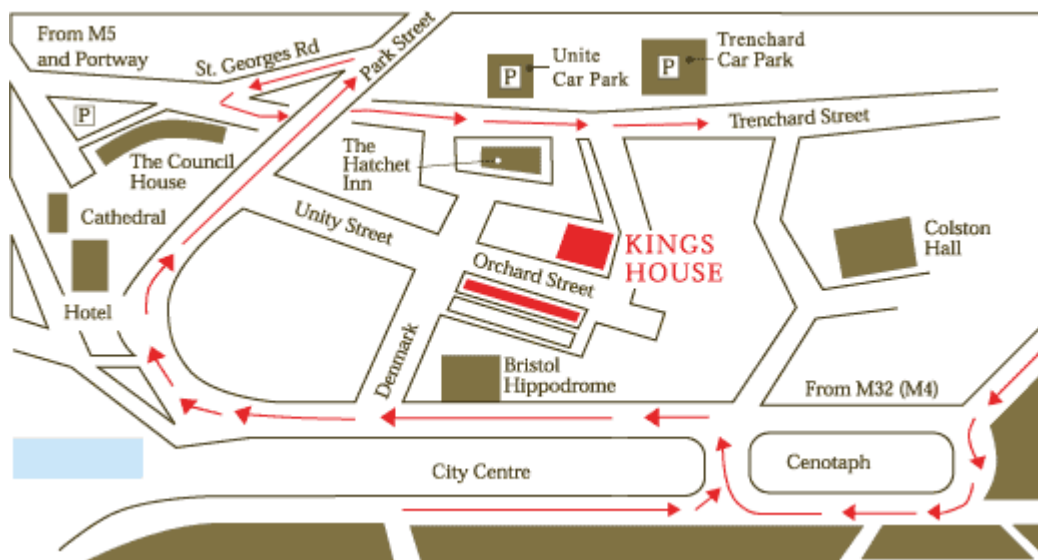 From M5
and Portway
St. Georges Rd
Park Street
P
Unite
Car Park
P
Trenchard
Car Park
P
Trenchard Street
The Council
House
The
Hatchet
Inn
Cathedral
Unity Street
KINGS
HOUSE
Colston
Hall
Orchard Street
Hotel
Denmark
Bristol
Hippodrome
From M32 (M4)
City Centre
Cenotaph